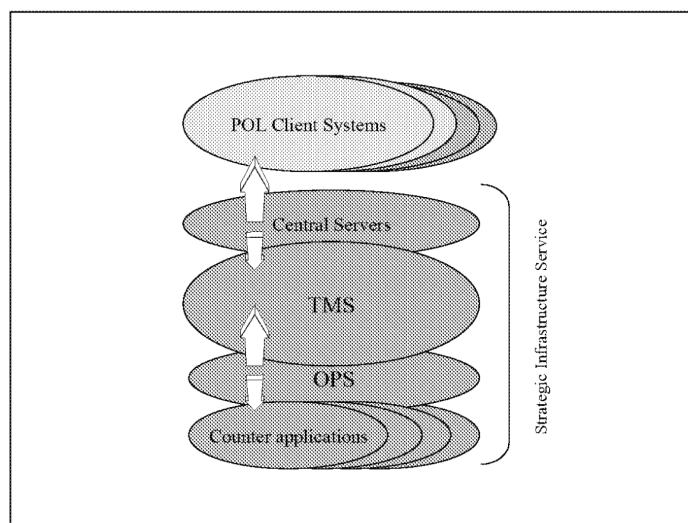 POL Client Systems
Central Servers
TMS
OPS
Counter applications
Strategic Infrastructure Service